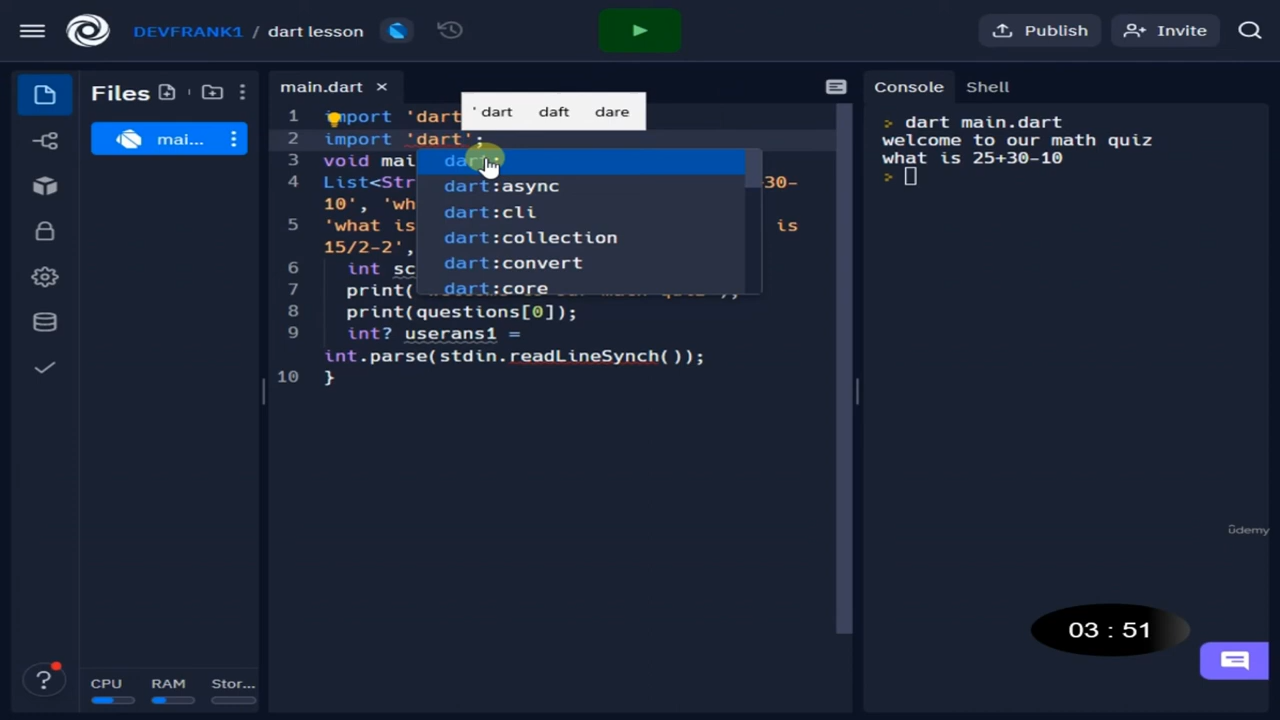 DEVFRANK1 / dart lesson
Publish
Invite
Files
mai...
main.dart
1 import 'dart
' dart daft dare
2 import 'dart';
3 void mai
dart:
dart:async
dart:cli
dart:collection
dart:convert
dart:core
4 List<Str 30-
10', 'wh
5 'what is is
15/2-2',
6 int sc
7 print(
8 print(questions[0]);
9 int? userans1 =
int.parse(stdin.readLineSynch());
10 }
Console Shell
> dart main.dart
welcome to our math quiz
what is 25+30-10
>
ûdemy
03 : 51
CPU RAM Stor...
?